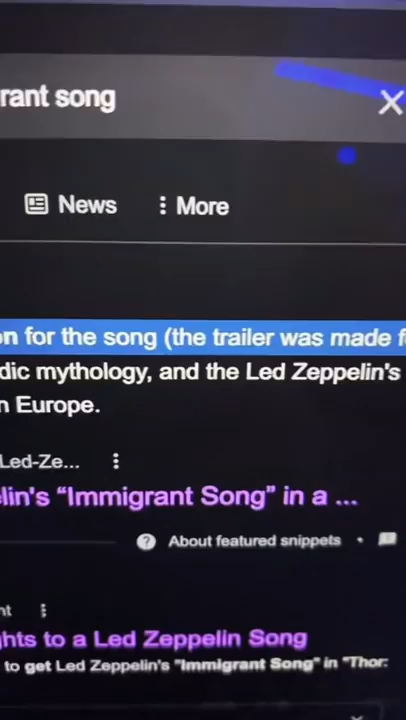 rant song
News
More
on for the song (the trailer was made f
dic mythology, and the Led Zeppelin's
n Europe.
Led-Ze...
lin's “Immigrant Song” in a ...
About featured snippets
nt
hts to a Led Zeppelin Song
to get Led Zeppelin's "Immigrant Song" in "Thor: